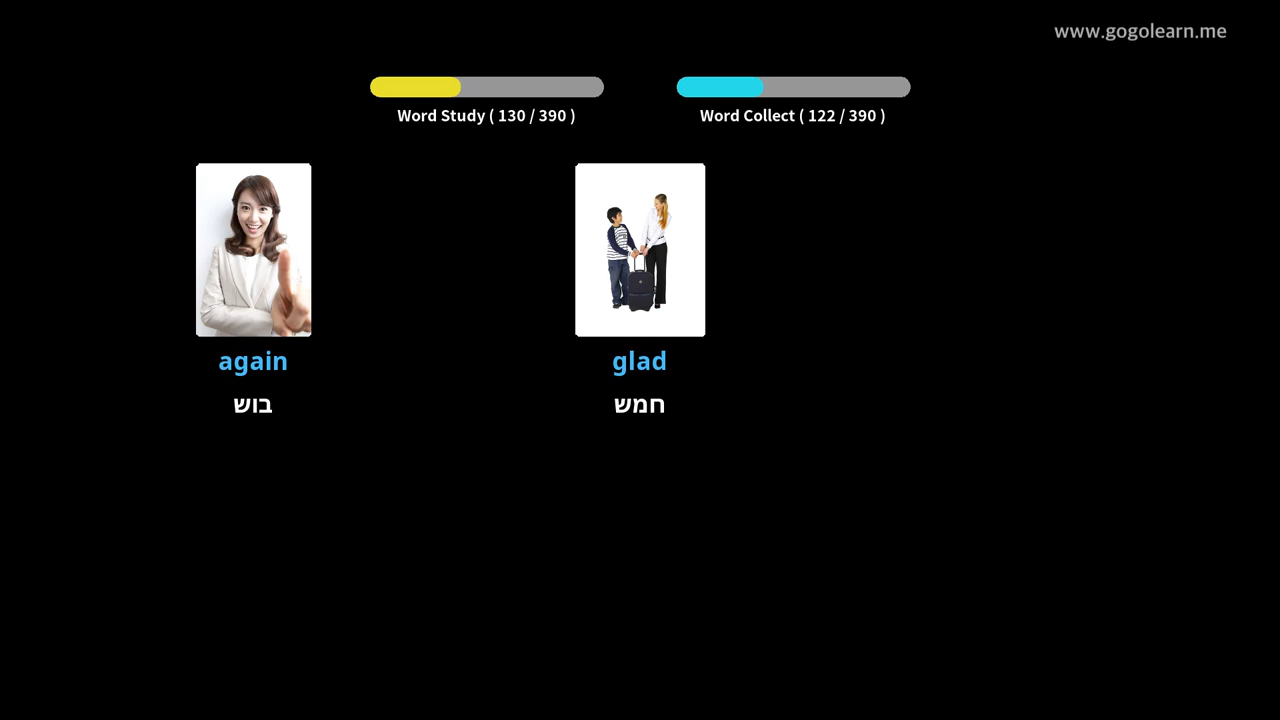 www.gogolearn.me
Word Study ( 130 / 390 )
Word Collect ( 122 / 390 )
again
glad
בוש
חמש